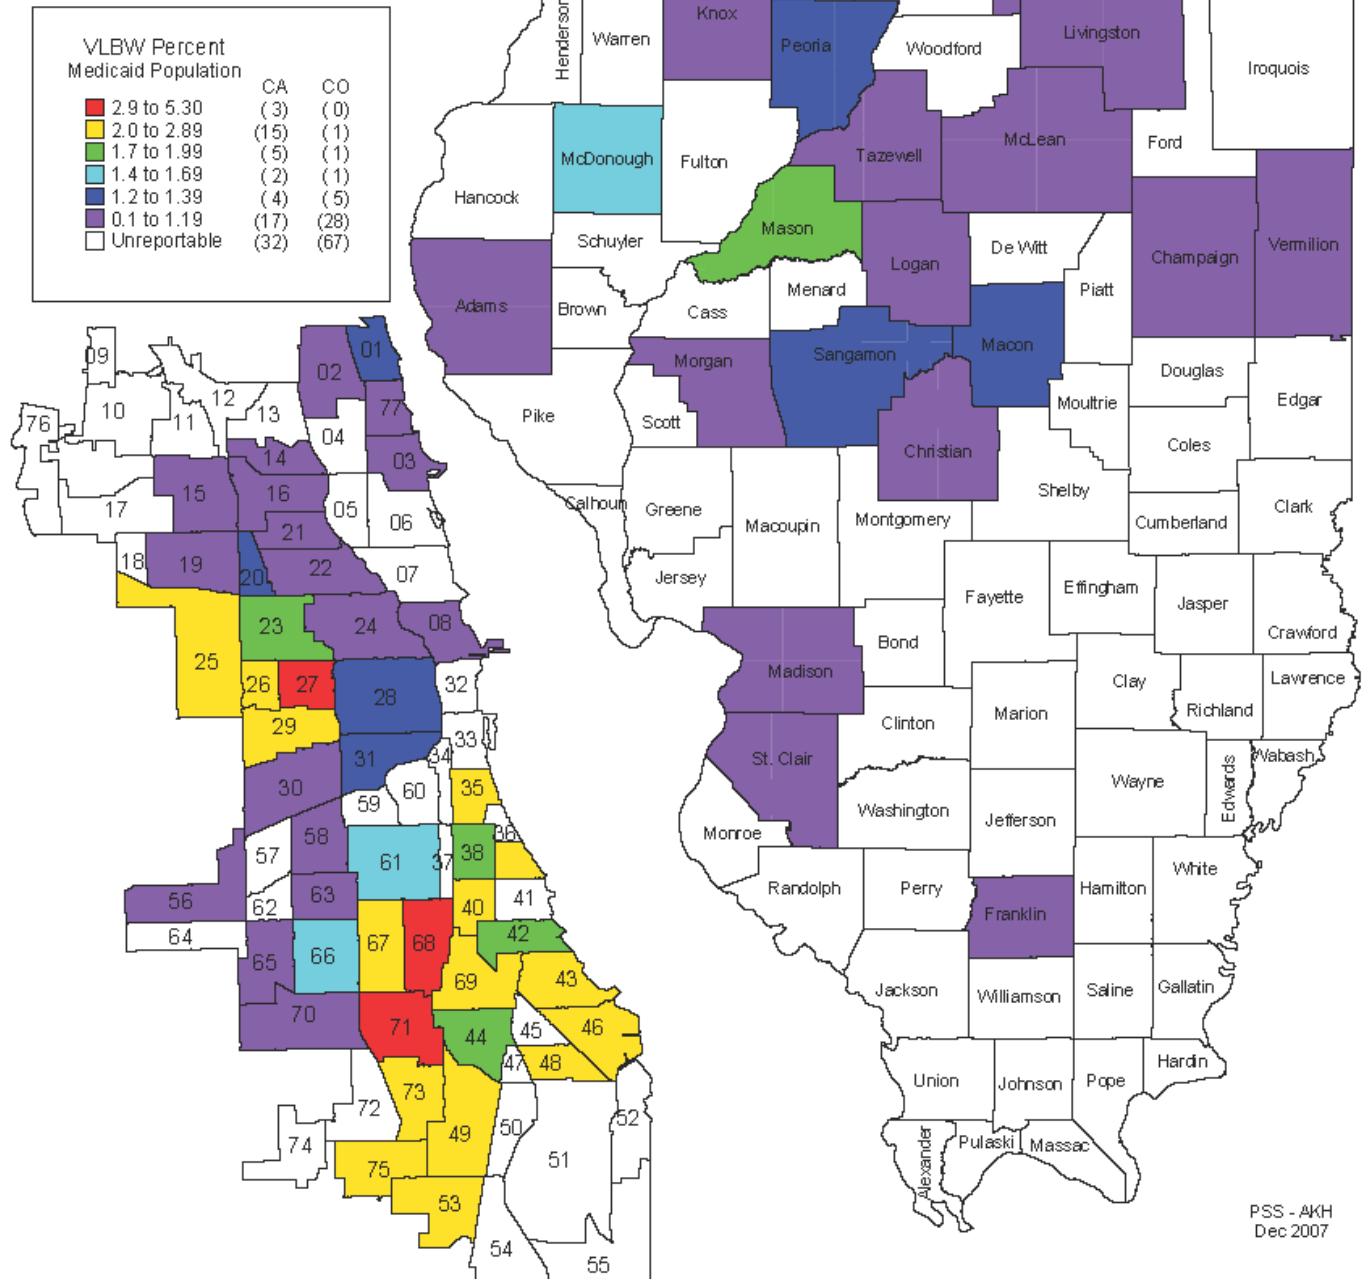 VLBW Percent
Medicaid Population
CA CO
2.9 to 5.30 ( 3) ( 0)
2.0 to 2.89 (15) ( 1)
1.7 to 1.99 ( 5) ( 1)
1.4 to 1.69 ( 2) ( 1)
1.2 to 1.39 ( 4) ( 5)
0.1 to 1.19 (17) (28)
Unreportable (32) (67)
Henderson
Warren
Knox
Peoria
Woodford
Livingston
Iroquois
McDonough
Fulton
Tazewell
McLean
Ford
Hancock
Schuyler
Mason
Logan
De Witt
Champaign
Vermilion
Adams
Brown
Cass
Menard
Piatt
Morgan
Sangamon
Macon
Douglas
Edgar
Pike
Scott
Christian
Moultrie
Coles
Calhoun
Greene
Macoupin
Montgomery
Shelby
Cumberland
Clark
Jersey
Fayette
Effingham
Jasper
Crawford
Madison
Bond
Clay
Richland
Lawrence
St. Clair
Clinton
Marion
Wayne
Edwards
Wabash
Monroe
Washington
Jefferson
White
Randolph
Perry
Franklin
Hamilton
Jackson
Williamson
Saline
Gallatin
Union
Johnson
Pope
Hardin
Alexander
Pulaski
Massac
09
01
02
10
11
12
13
77
76
04
14
03
15
16
17
05
06
21
18
19
20
22
07
23
24
08
25
26
27
28
32
29
33
31
34
30
59
60
35
58
36
57
61
37
38
56
63
62
40
41
64
42
65
66
67
68
69
43
70
71
44
45
46
47
48
72
73
74
49
50
52
51
75
53
54
55
PSS - AKH
Dec 2007